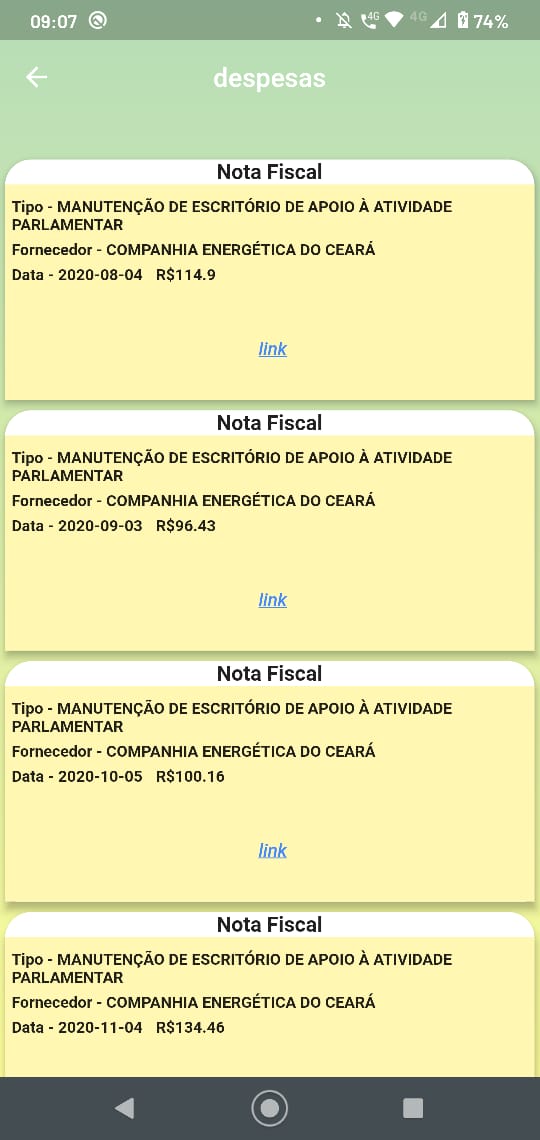 09:07 4G 4G 74%
despesas
Nota Fiscal
Tipo - MANUTENÇÃO DE ESCRITÓRIO DE APOIO À ATIVIDADE
PARLAMENTAR
Fornecedor - COMPANHIA ENERGÉTICA DO CEARÁ
Data - 2020-08-04 R$114.9
link
Nota Fiscal
Tipo - MANUTENÇÃO DE ESCRITÓRIO DE APOIO À ATIVIDADE
PARLAMENTAR
Fornecedor - COMPANHIA ENERGÉTICA DO CEARÁ
Data - 2020-09-03 R$96.43
link
Nota Fiscal
Tipo - MANUTENÇÃO DE ESCRITÓRIO DE APOIO À ATIVIDADE
PARLAMENTAR
Fornecedor - COMPANHIA ENERGÉTICA DO CEARÁ
Data - 2020-10-05 R$100.16
link
Nota Fiscal
Tipo - MANUTENÇÃO DE ESCRITÓRIO DE APOIO À ATIVIDADE
PARLAMENTAR
Fornecedor - COMPANHIA ENERGÉTICA DO CEARÁ
Data - 2020-11-04 R$134.46